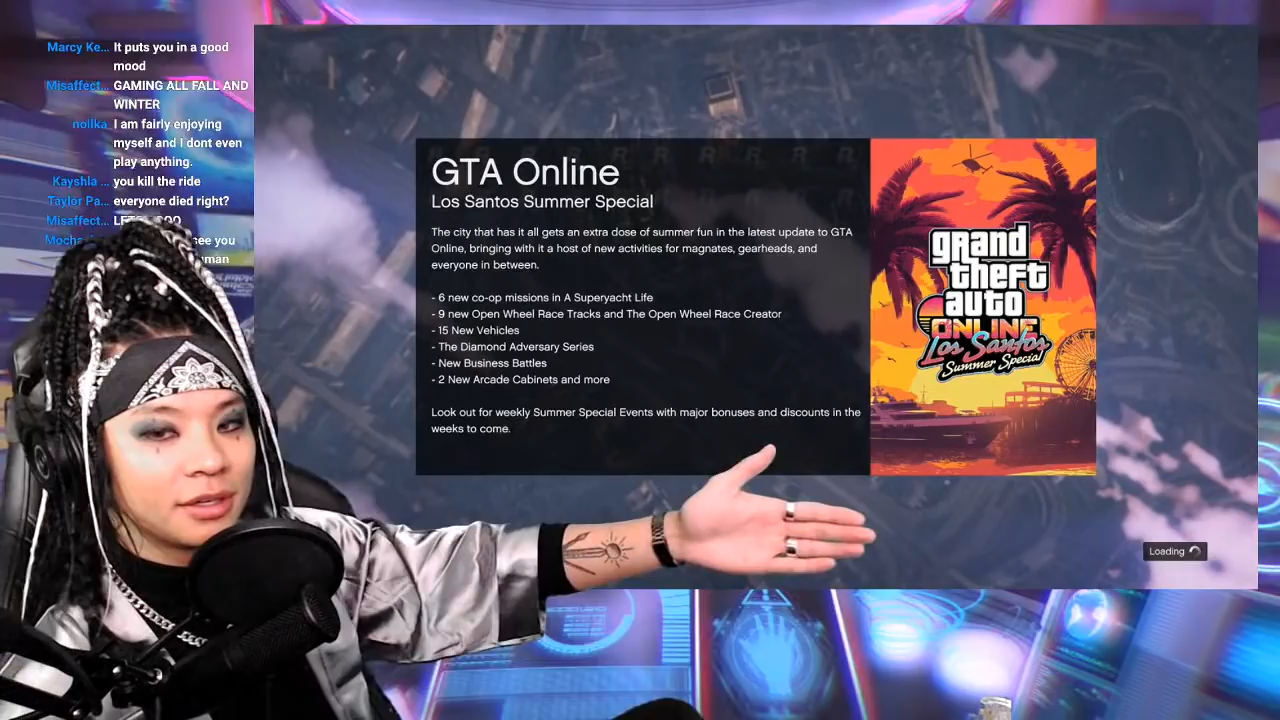 Marcy Ke... It puts you in a good
mood
Misaffect... GAMING ALL FALL AND
WINTER
nollka I am fairly enjoying
myself and I dont even
play anything.
Kayshla ... you kill the ride
Taylor Pa... everyone died right?
Misaffect...
see you
GTA Online
Los Santos Summer Special
The city that has it all gets an extra dose of summer fun in the latest update to GTA
Online, bringing with it a host of new activities for magnates, gearheads, and
everyone in between.
- 6 new co-op missions in A Superyacht Life
- 9 new Open Wheel Race Tracks and The Open Wheel Race Creator
- 15 New Vehicles
- The Diamond Adversary Series
- New Business Battles
- 2 New Arcade Cabinets and more
Look out for weekly Summer Special Events with major bonuses and discounts in the
weeks to come.
grand
theft
auto
ONLINE
Los Santos
Summer Special
Loading